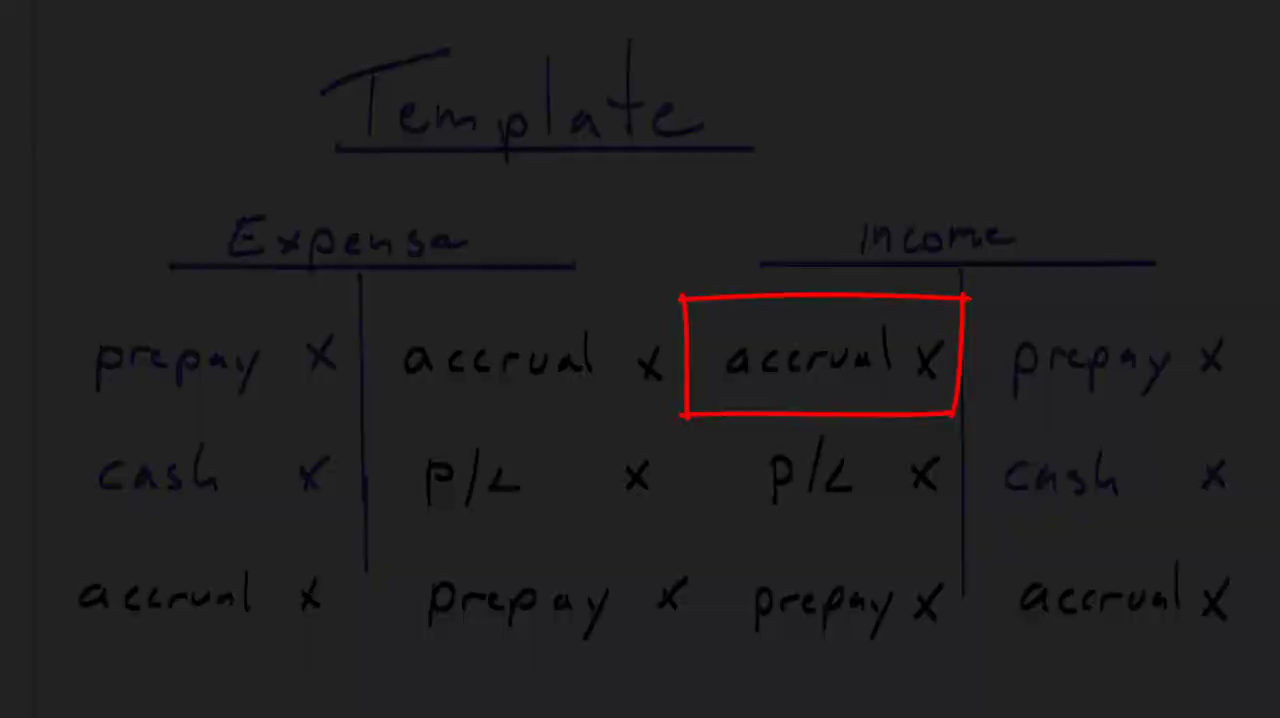 Template
Expense income
prepay x accrual x accrual x prepay x
cash x P/L x P/L x cash x
accrual x prepay x prepay x accrual x